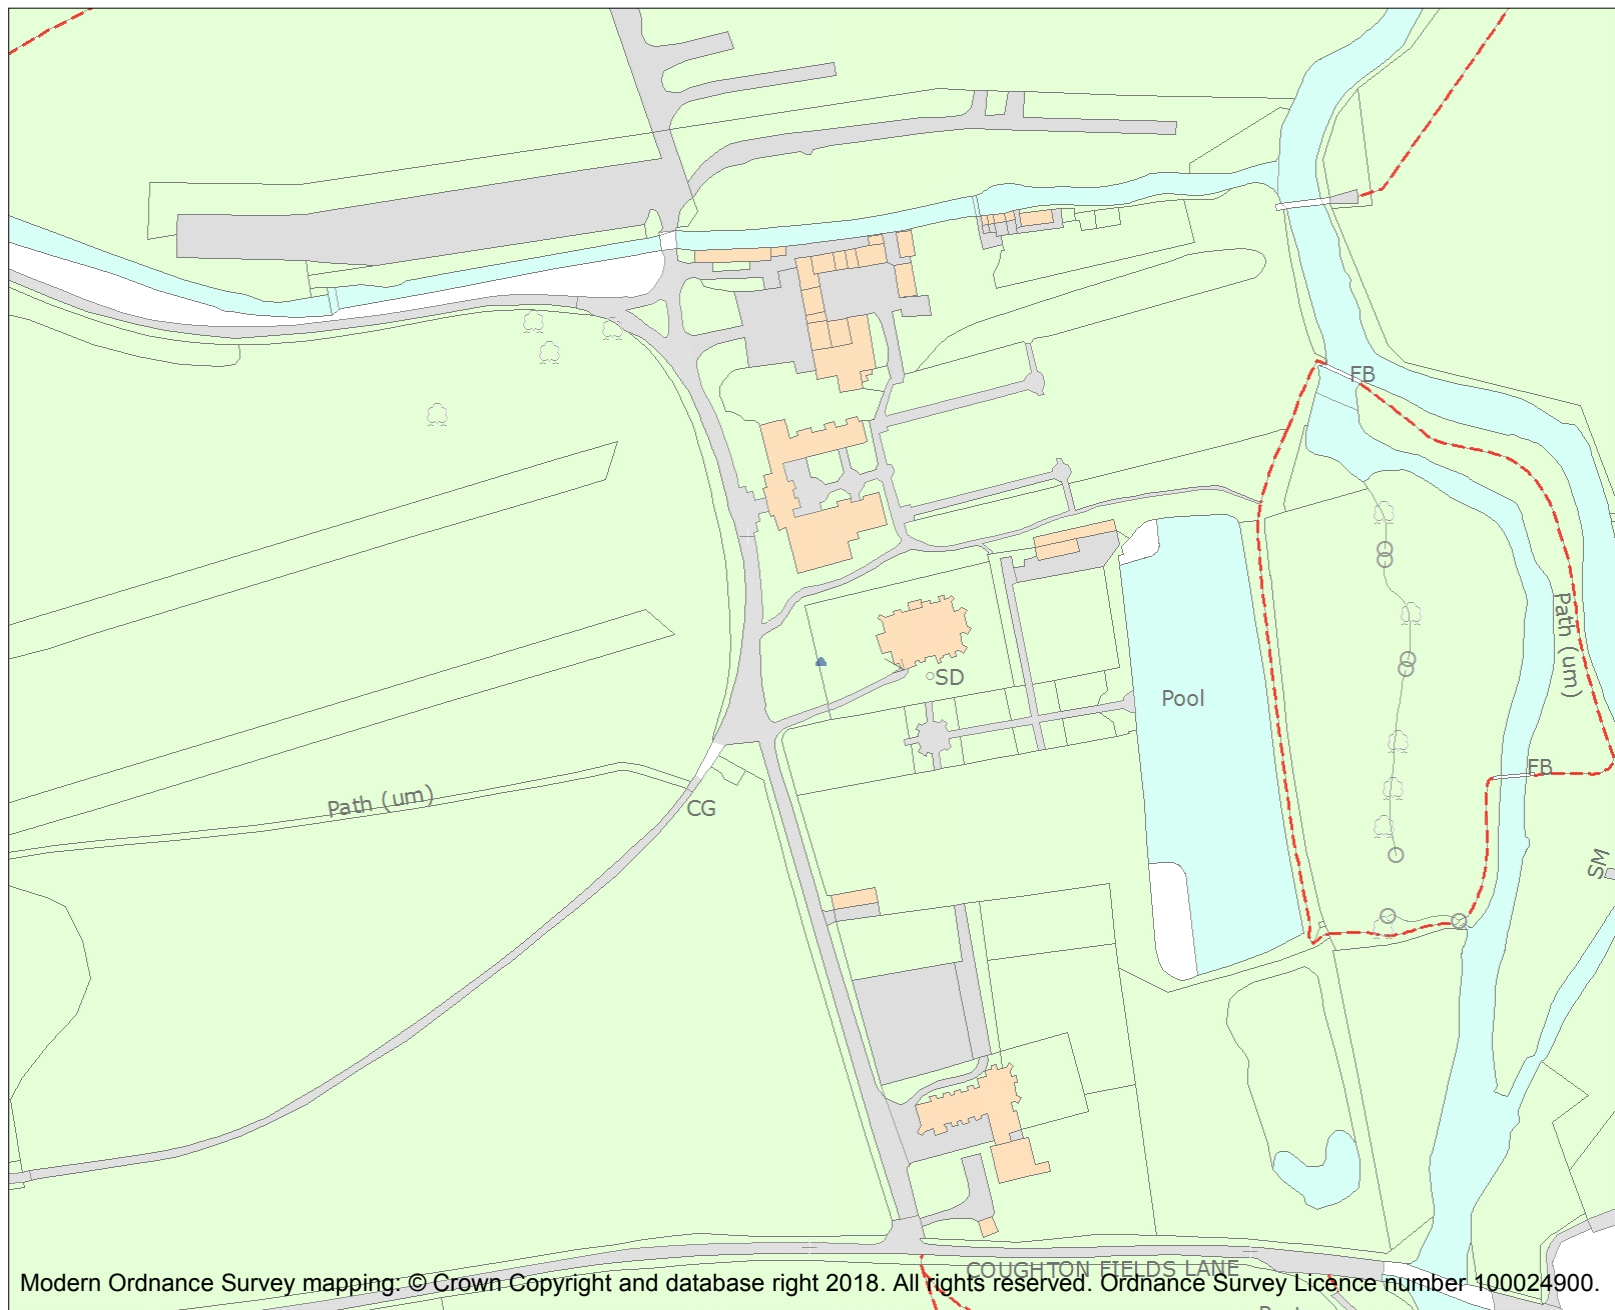 FB
Path (um)
SD
Pool
FB
Path (um)
CG
SM
COUGHTON FIELDS LANE
Modern Ordnance Survey mapping: © Crown Copyright and database right 2018. All rights reserved. Ordnance Survey Licence number 100024900.